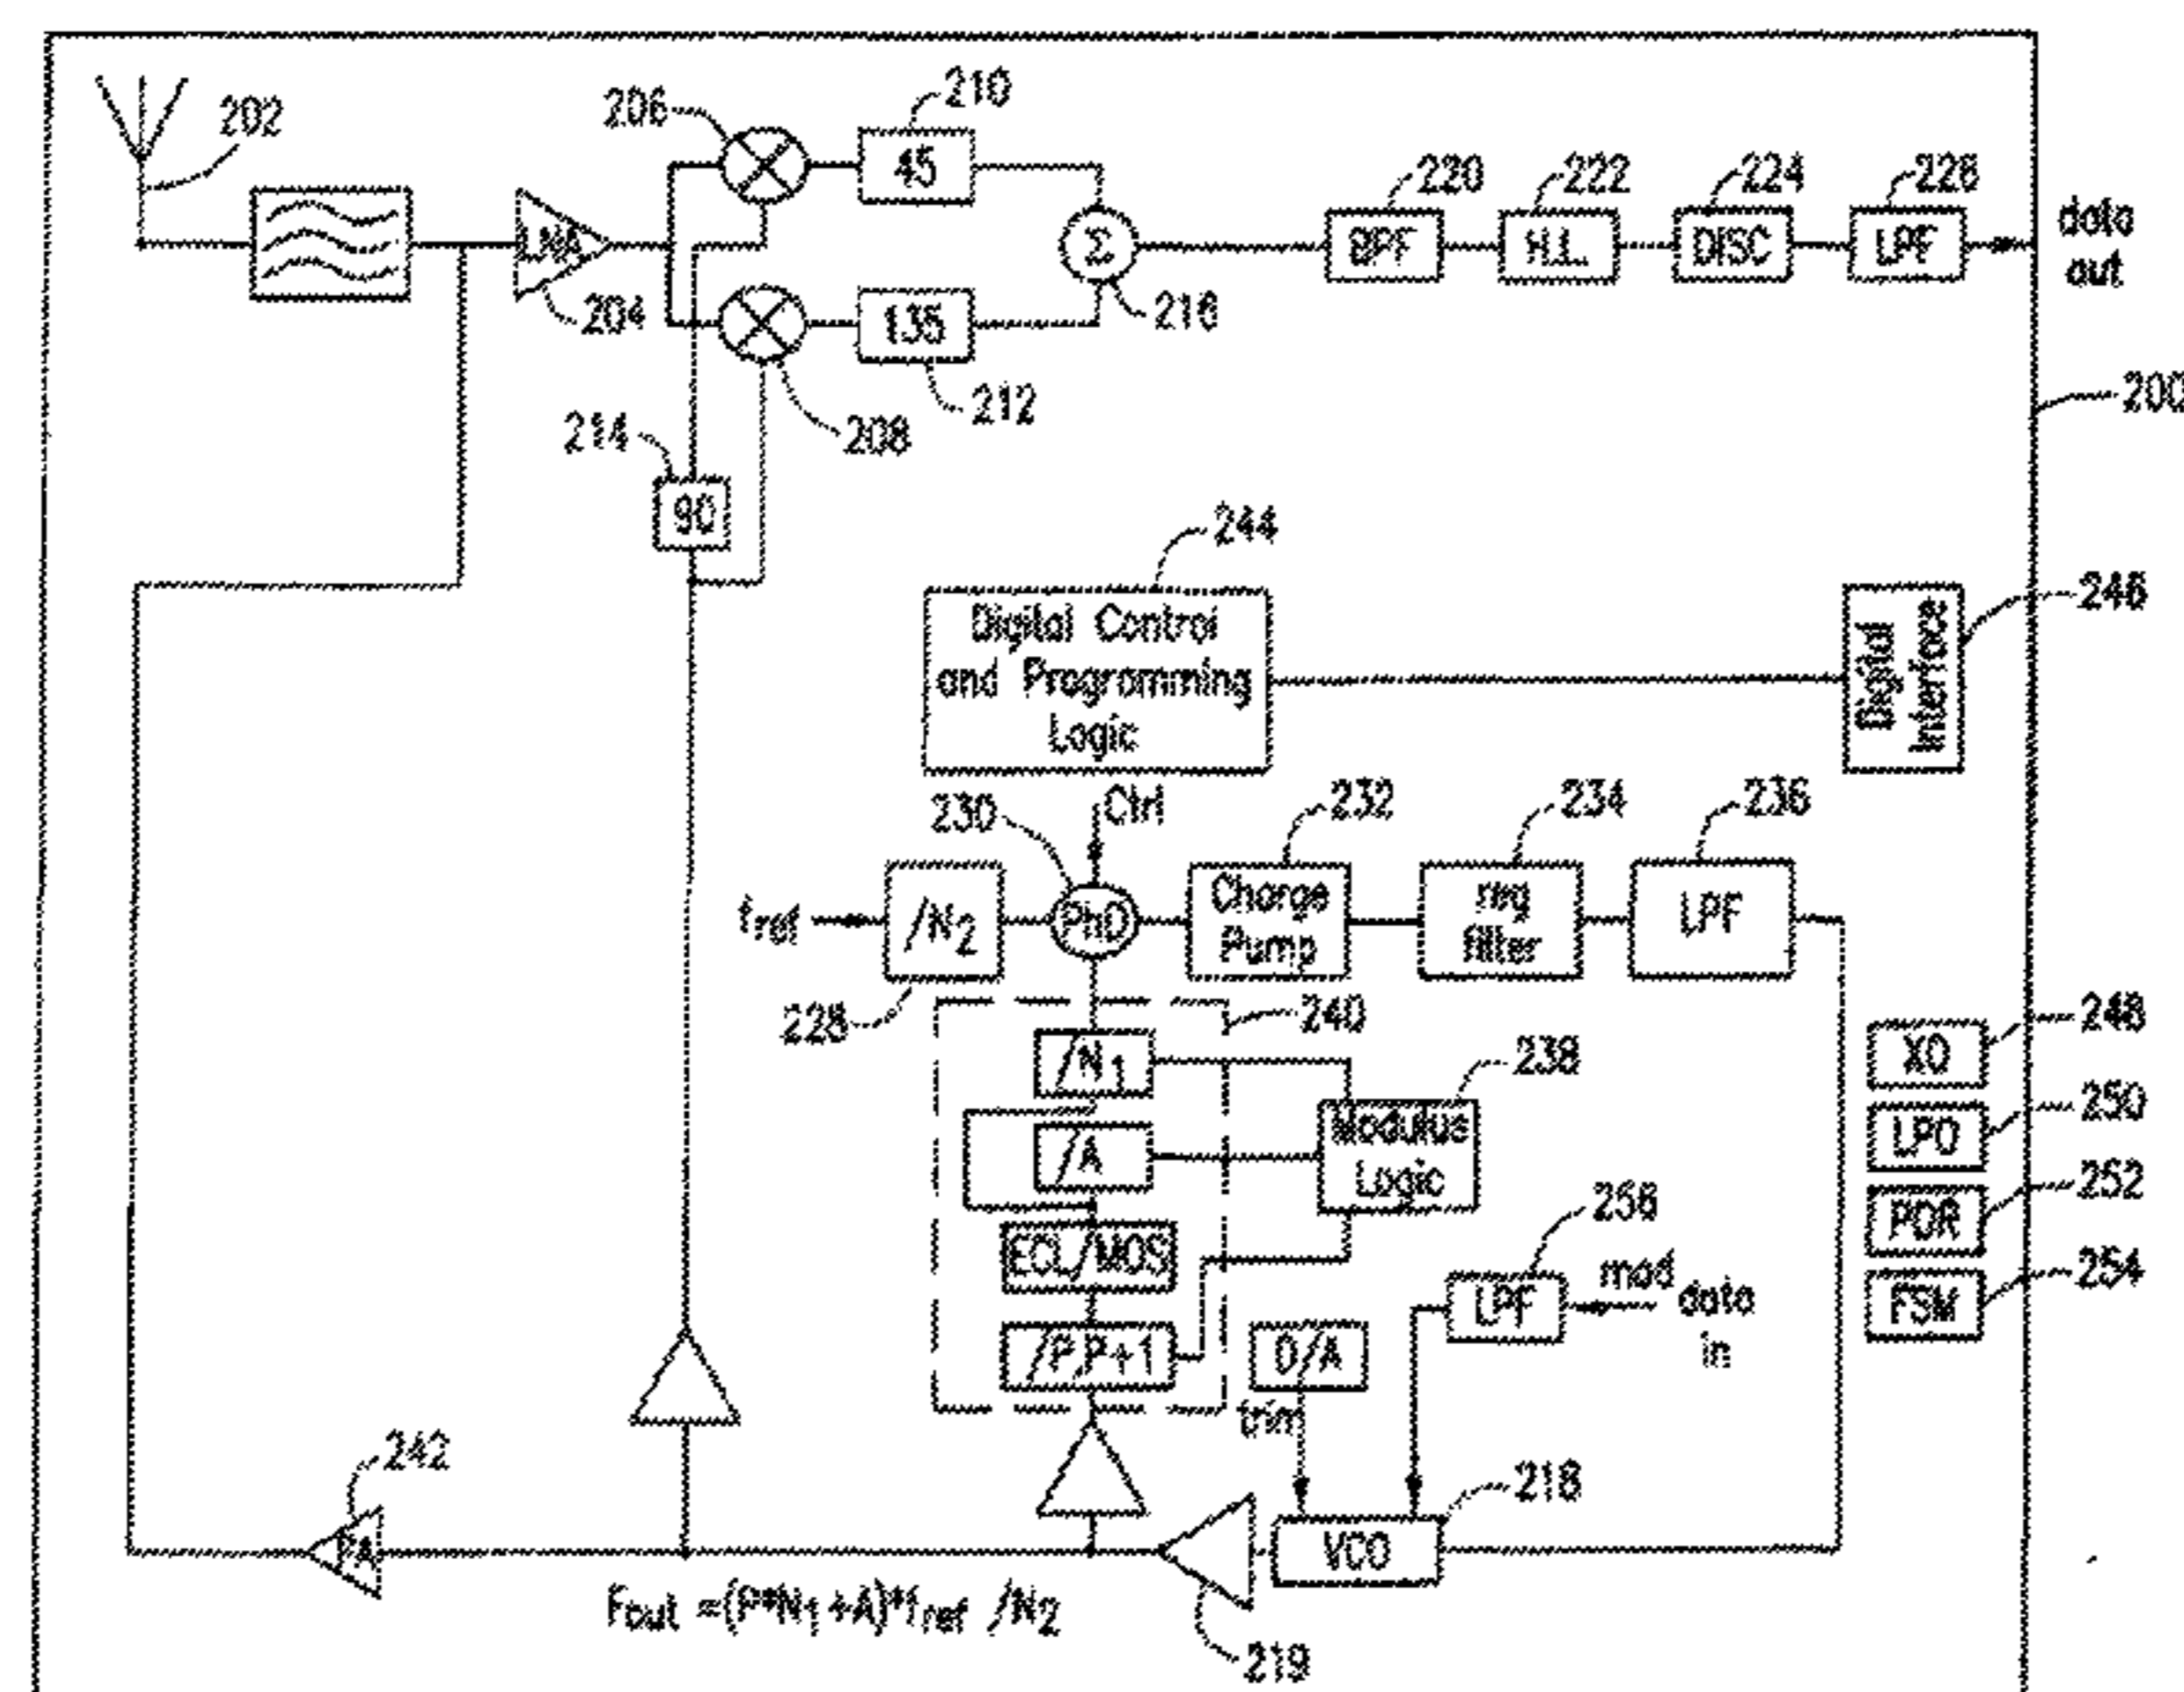 202
206
210
45
LNA
204
Σ
216
220
BPF
222
H.L.
224
DISC
226
LPF
data
out
135
212
208
214
90
200
244
Digital Control
and Programming
Logic
246
Digital
Interface
230
Ctrl
232
234
236
fref
/N2
PhD
Charge
Pump
reg
filter
LPF
228
240
/N1
238
Modulus
Logic
/A
ECL/MOS
/P,P+1
D/A
trim
256
LPF
mod
data
in
XO
248
LPO
250
POR
252
FSM
254
242
PA
VCO
218
219
Fout =(P*N1+A)*fref /N2